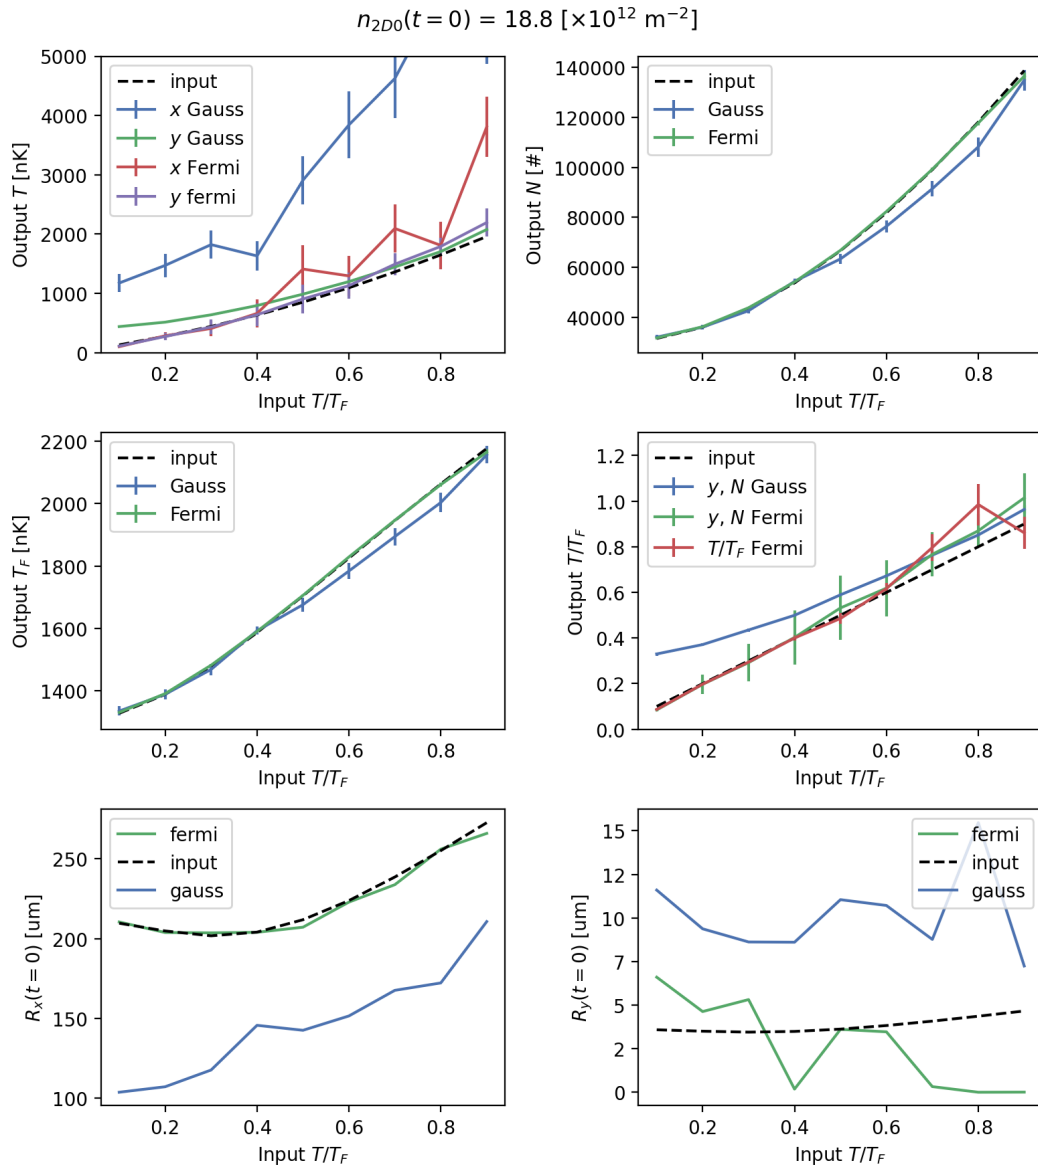 n2D0(t = 0) = 18.8 [×10¹² m⁻²]
5000
4000
3000
2000
1000
0
Output T [nK]
input
x Gauss
y Gauss
x Fermi
y fermi
0.2 0.4 0.6 0.8
Input T/TF
140000
120000
100000
80000
60000
40000
Output N [#]
input
Gauss
Fermi
0.2 0.4 0.6 0.8
Input T/TF
2200
2000
1800
1600
1400
Output TF [nK]
input
Gauss
Fermi
0.2 0.4 0.6 0.8
Input T/TF
1.2
1.0
0.8
0.6
0.4
0.2
0.0
Output T/TF
input
y, N Gauss
y, N Fermi
T/TF Fermi
0.2 0.4 0.6 0.8
Input T/TF
250
200
150
100
Rx(t = 0) [um]
fermi
input
gauss
0.2 0.4 0.6 0.8
Input T/TF
15
12
10
7
5
2
0
Ry(t = 0) [um]
fermi
input
gauss
0.2 0.4 0.6 0.8
Input T/TF